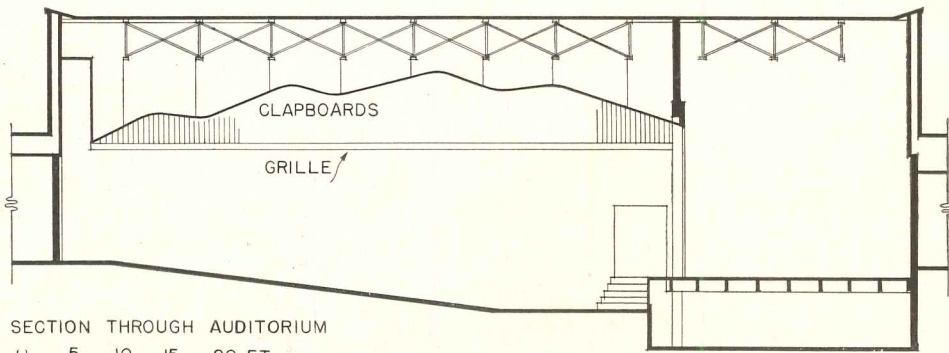 CLAPBOARDS
GRILLE
SECTION THROUGH AUDITORIUM
5 10 15 20 FT